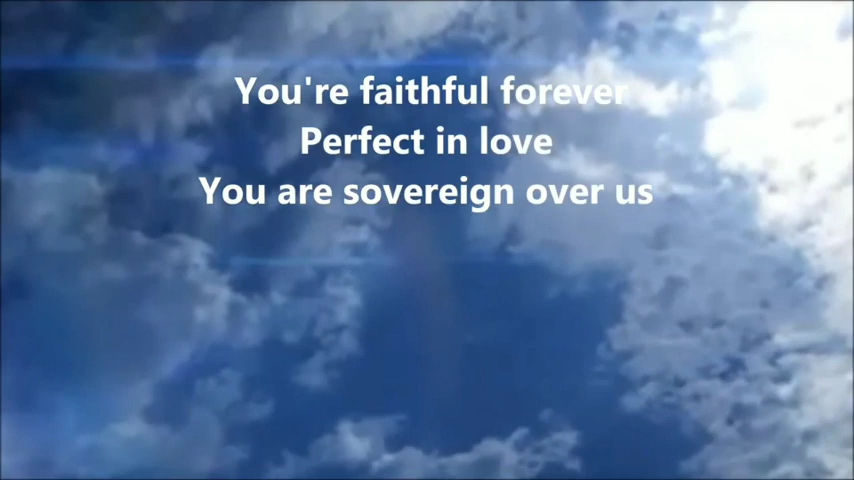 You're faithful forever
Perfect in love
You are sovereign over us